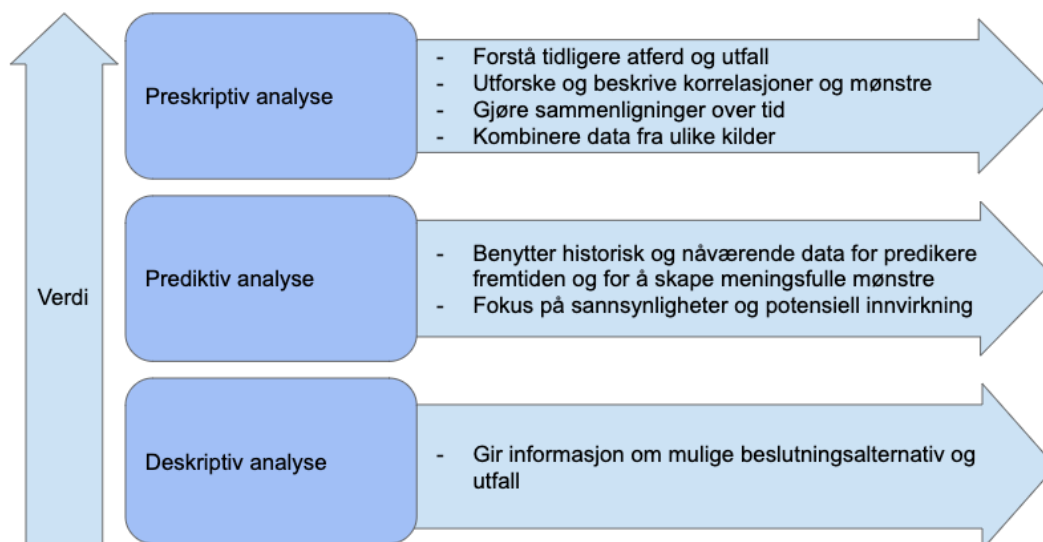 Verdi
Preskriptiv analyse
- Forstå tidligere atferd og utfall
- Utforske og beskrive korrelasjoner og mønstre
- Gjøre sammenligninger over tid
- Kombinere data fra ulike kilder
Prediktiv analyse
- Benytter historisk og nåværende data for predikere
fremtiden og for å skape meningsfulle mønstre
- Fokus på sannsynligheter og potensiell innvirkning
Deskriptiv analyse
- Gir informasjon om mulige beslutningsalternativ og
utfall